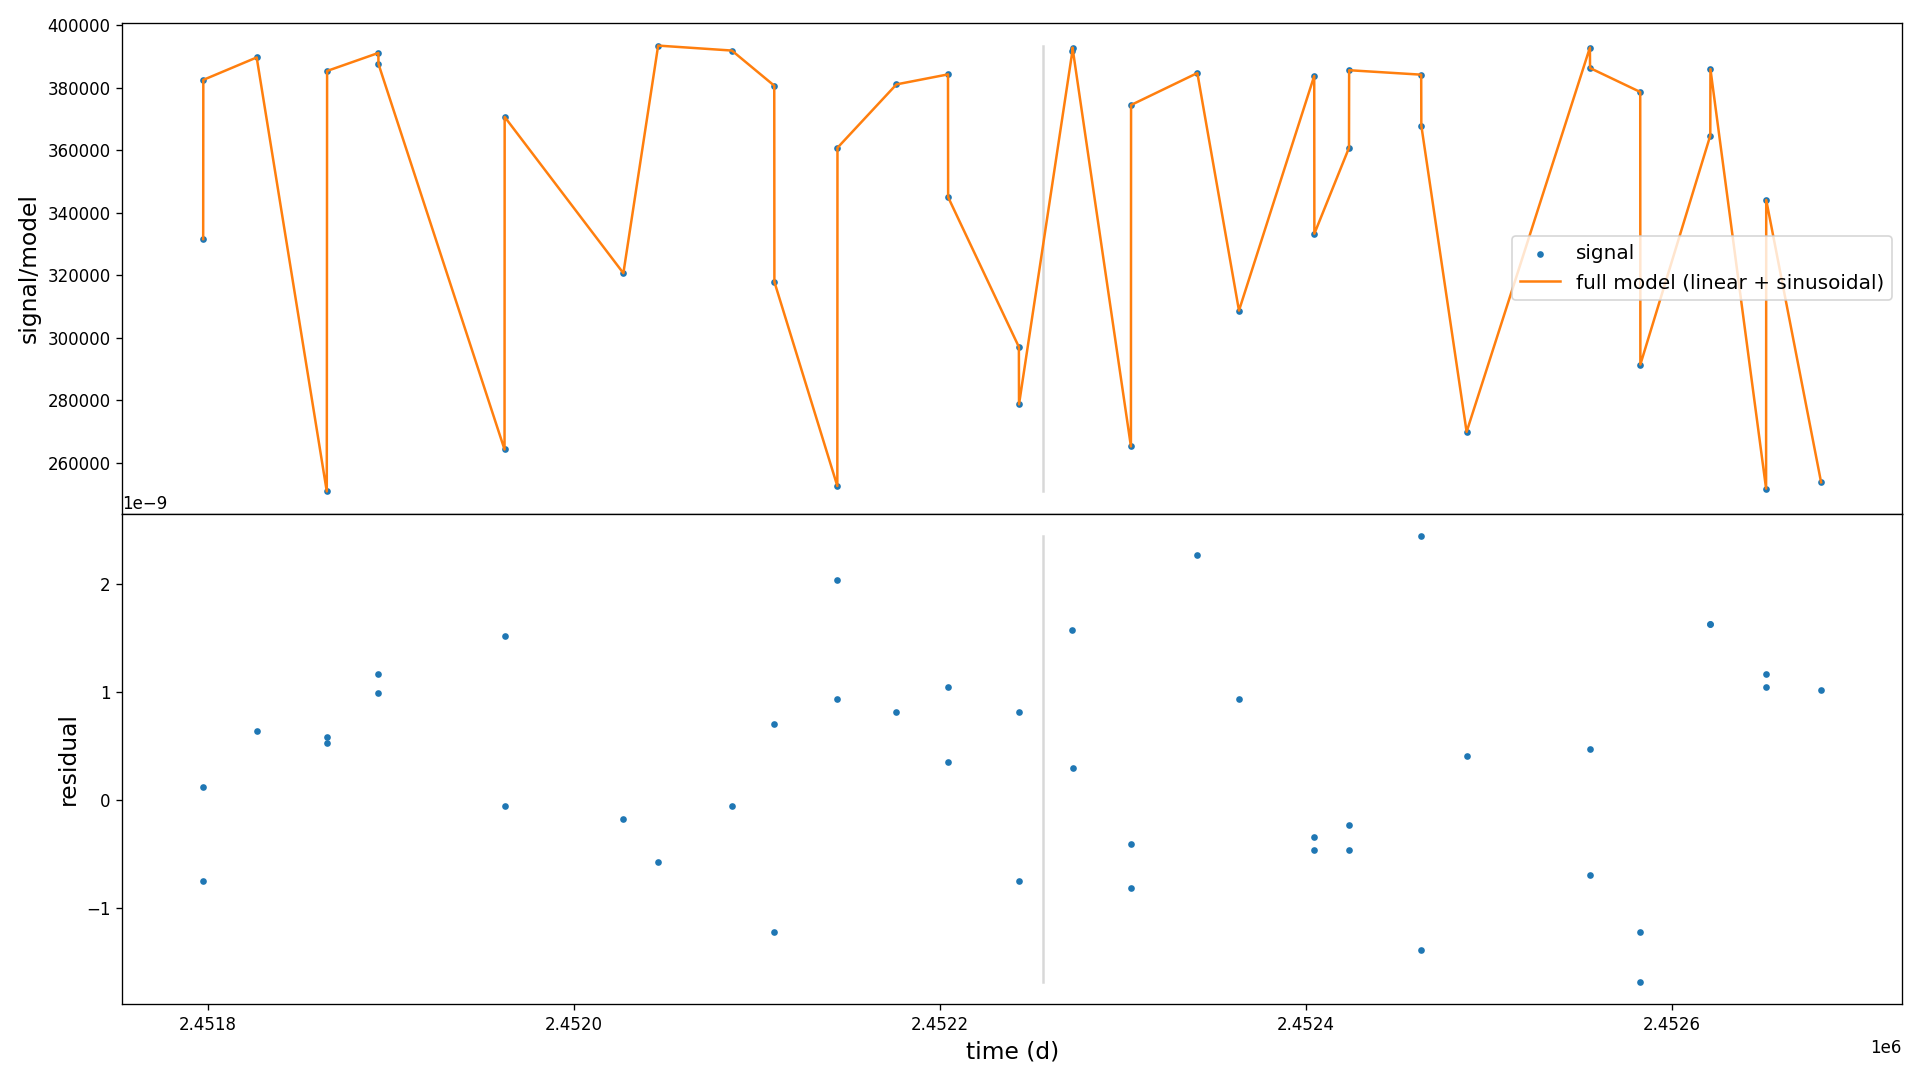 400000
380000
360000
340000
320000
300000
280000
260000
signal/model
signal
full model (linear + sinusoidal)
1e−9
2
1
0
−1
residual
2.4518
2.4520
2.4522
2.4524
2.4526
1e6
time (d)